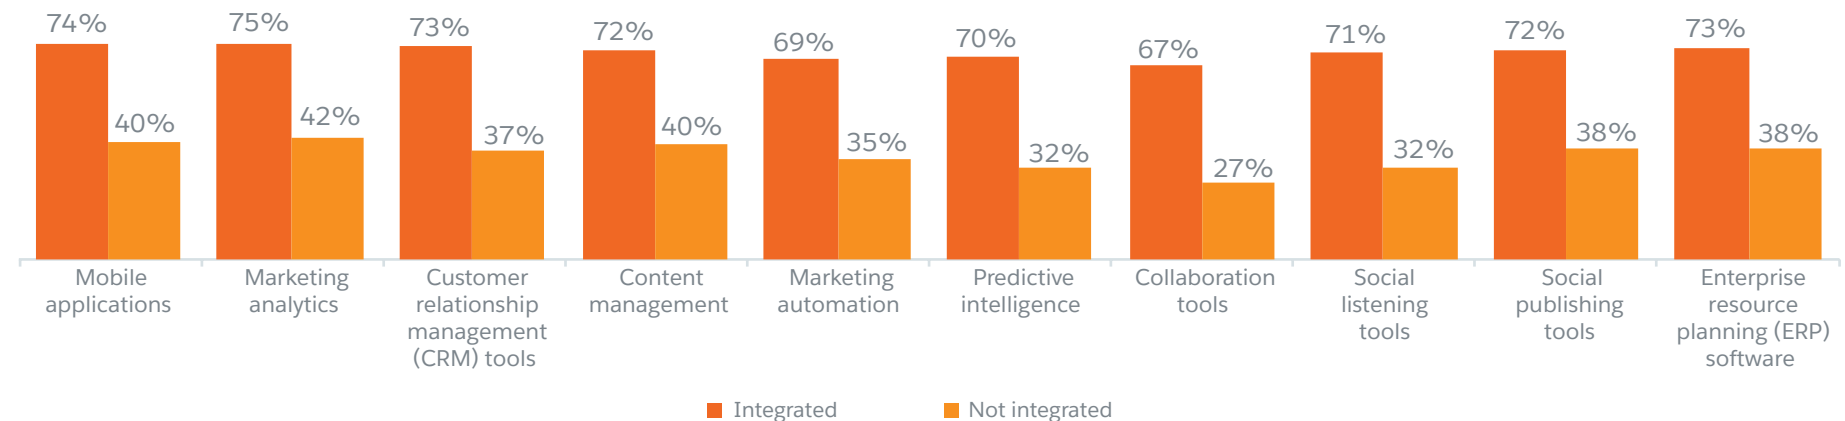 74%
40%
75%
42%
73%
37%
72%
40%
69%
35%
70%
32%
67%
27%
71%
32%
72%
38%
73%
38%
Mobile
applications
Marketing
analytics
Customer
relationship
management
(CRM) tools
Content
management
Marketing
automation
Predictive
intelligence
Collaboration
tools
Social
listening
tools
Social
publishing
tools
Enterprise
resource
planning (ERP)
software
Integrated
Not integrated